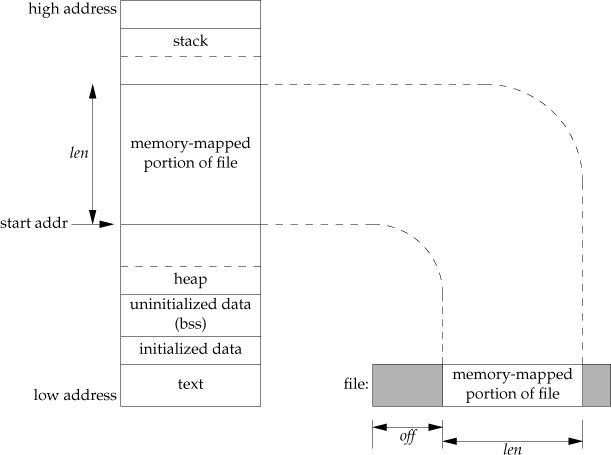 high address
stack
len
memory-mapped
portion of file
start addr
heap
uninitialized data
(bss)
initialized data
low address
text
file:
memory-mapped
portion of file
off
len